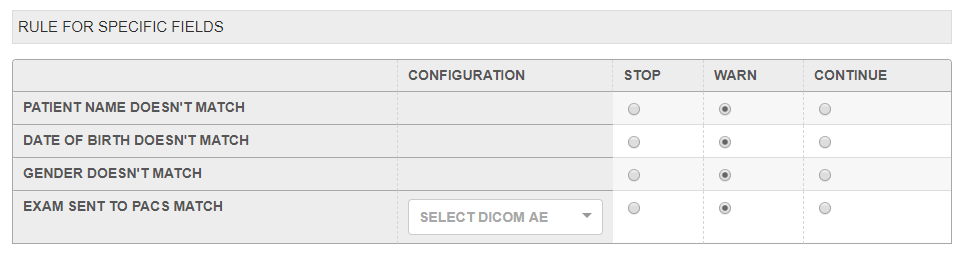 RULE FOR SPECIFIC FIELDS
CONFIGURATION STOP WARN CONTINUE
PATIENT NAME DOESN'T MATCH
DATE OF BIRTH DOESN'T MATCH
GENDER DOESN'T MATCH
EXAM SENT TO PACS MATCH SELECT DICOM AE